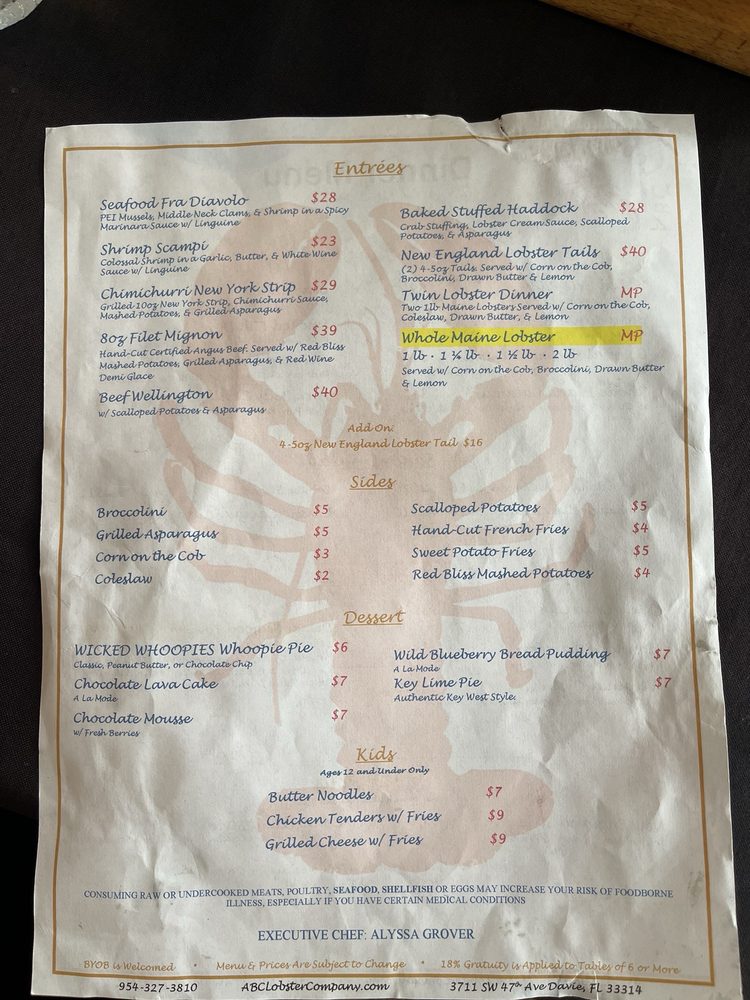 Entrées
Seafood Fra Diavolo $28
PEI Mussels, Middle Neck Clams, & Shrimp in a Spicy
Marinara Sauce w/ Linguine
Shrimp Scampi $23
Colossal Shrimp in a Garlic, Butter, & White Wine
Sauce w/ Linguine
Chimichurri New York Strip $29
Grilled 10oz New York Strip, Chimichurri Sauce,
Mashed Potatoes, & Grilled Asparagus
8oz Filet Mignon $39
Hand-Cut Certified Angus Beef. Served w/ Red Bliss
Mashed Potatoes, Grilled Asparagus, & Red Wine
Demi Glace
Beef Wellington $40
w/ Scalloped Potatoes & Asparagus
Baked Stuffed Haddock $28
Crab Stuffing, Lobster Cream Sauce, Scalloped
Potatoes, & Asparagus
New England Lobster Tails $40
(2) 4-5oz Tails. Served w/ Corn on the Cob,
Broccolini, Drawn Butter & Lemon
Twin Lobster Dinner MP
Two 1lb Maine Lobsters Served w/ Corn on the Cob,
Coleslaw, Drawn Butter, & Lemon
Whole Maine Lobster MP
1 lb · 1 ¼ lb · 1 ½ lb · 2 lb
Served w/ Corn on the Cob, Broccolini, Drawn Butter
& Lemon
Add On:
4-5oz New England Lobster Tail $16
Sides
Broccolini $5
Grilled Asparagus $5
Corn on the Cob $3
Coleslaw $2
Scalloped Potatoes $5
Hand-Cut French Fries $4
Sweet Potato Fries $5
Red Bliss Mashed Potatoes $4
Dessert
WICKED WHOOPIES Whoopie Pie $6
Classic, Peanut Butter, or Chocolate Chip
Chocolate Lava Cake $7
A La Mode
Chocolate Mousse $7
w/ Fresh Berries
Wild Blueberry Bread Pudding $7
A La Mode
Key Lime Pie $7
Authentic Key West Style.
Kids
Ages 12 and Under Only
Butter Noodles $7
Chicken Tenders w/ Fries $9
Grilled Cheese w/ Fries $9
CONSUMING RAW OR UNDERCOOKED MEATS, POULTRY, SEAFOOD, SHELLFISH OR EGGS MAY INCREASE YOUR RISK OF FOODBORNE
ILLNESS, ESPECIALLY IF YOU HAVE CERTAIN MEDICAL CONDITIONS
EXECUTIVE CHEF: ALYSSA GROVER
BYOB is Welcomed • Menu & Prices Are Subject to Change • 18% Gratuity is Applied to Tables of 6 or More
954-327-3810 ABCLobsterCompany.com 3711 SW 47th Ave Davie, FL 33314